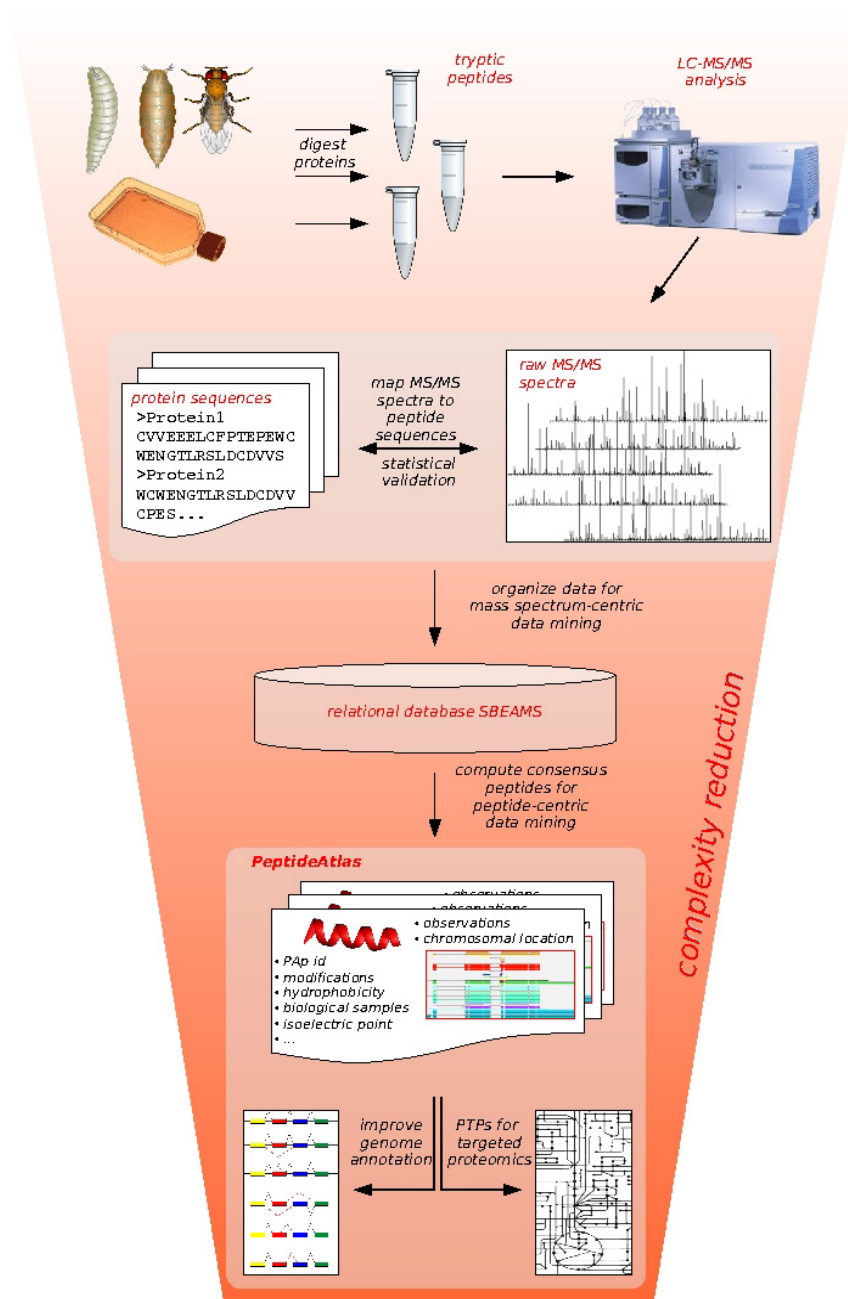 tryptic
peptides
LC-MS/MS
analysis
digest
proteins
protein sequences
>Protein1
CVVEEELCFPTEPEWC
WENGTLRSLDCDVVS
>Protein2
WCWENGTLRSLDCDVV
CPES...
map MS/MS
spectra to
peptide
sequences
statistical
validation
raw MS/MS
spectra
organize data for
mass spectrum-centric
data mining
relational database SBEAMS
compute consensus
peptides for
peptide-centric
data mining
complexity reduction
PeptideAtlas
• observations
• observations
• observations
• chromosomal location
• PAp id
• modifications
• hydrophobicity
• biological samples
• isoelectric point
• ...
improve
genome
annotation
PTPs for
targeted
proteomics